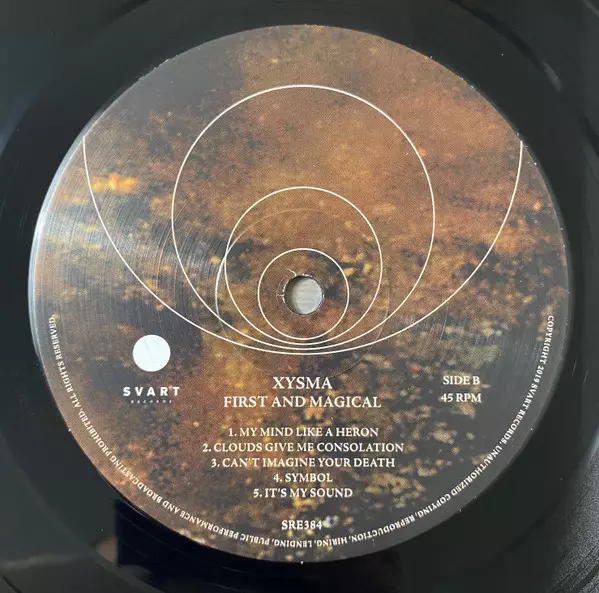 SVART
RECORDS
XYSMA
FIRST AND MAGICAL
SIDE B
45 RPM
1. MY MIND LIKE A HERON
2. CLOUDS GIVE ME CONSOLATION
3. CAN'T IMAGINE YOUR DEATH
4. SYMBOL
5. IT'S MY SOUND
SRE384
COPYRIGHT 2019 SVART RECORDS. UNAUTHORIZED COPYING, REPRODUCTION, HIRING, LENDING, PUBLIC PERFORMANCE AND BROADCASTING PROHIBITED. ALL RIGHTS RESERVED.